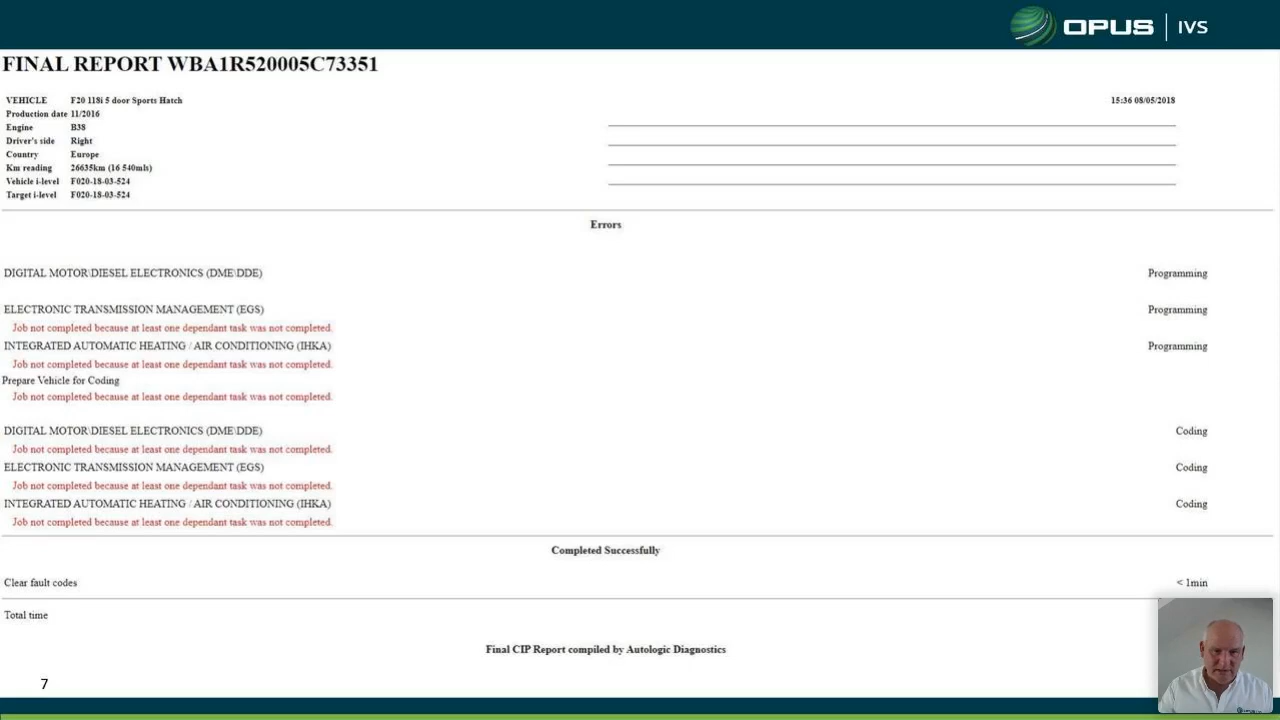 OPUS | IVS
FINAL REPORT WBA1R520005C73351
VEHICLE F20 118i 5 door Sports Hatch 15:36 08/05/2018
Production date 11/2016
Engine B38
Driver's side Right
Country Europe
Km reading 26635km (16 540mls)
Vehicle i-level F020-18-03-524
Target i-level F020-18-03-524
Errors
DIGITAL MOTOR\DIESEL ELECTRONICS (DME\DDE) Programming
ELECTRONIC TRANSMISSION MANAGEMENT (EGS) Programming
Job not completed because at least one dependant task was not completed.
INTEGRATED AUTOMATIC HEATING / AIR CONDITIONING (IHKA) Programming
Job not completed because at least one dependant task was not completed.
Prepare Vehicle for Coding
Job not completed because at least one dependant task was not completed.
DIGITAL MOTOR\DIESEL ELECTRONICS (DME\DDE) Coding
Job not completed because at least one dependant task was not completed.
ELECTRONIC TRANSMISSION MANAGEMENT (EGS) Coding
Job not completed because at least one dependant task was not completed.
INTEGRATED AUTOMATIC HEATING / AIR CONDITIONING (IHKA) Coding
Job not completed because at least one dependant task was not completed.
Completed Successfully
Clear fault codes < 1min
Total time
Final CIP Report compiled by Autologic Diagnostics
7